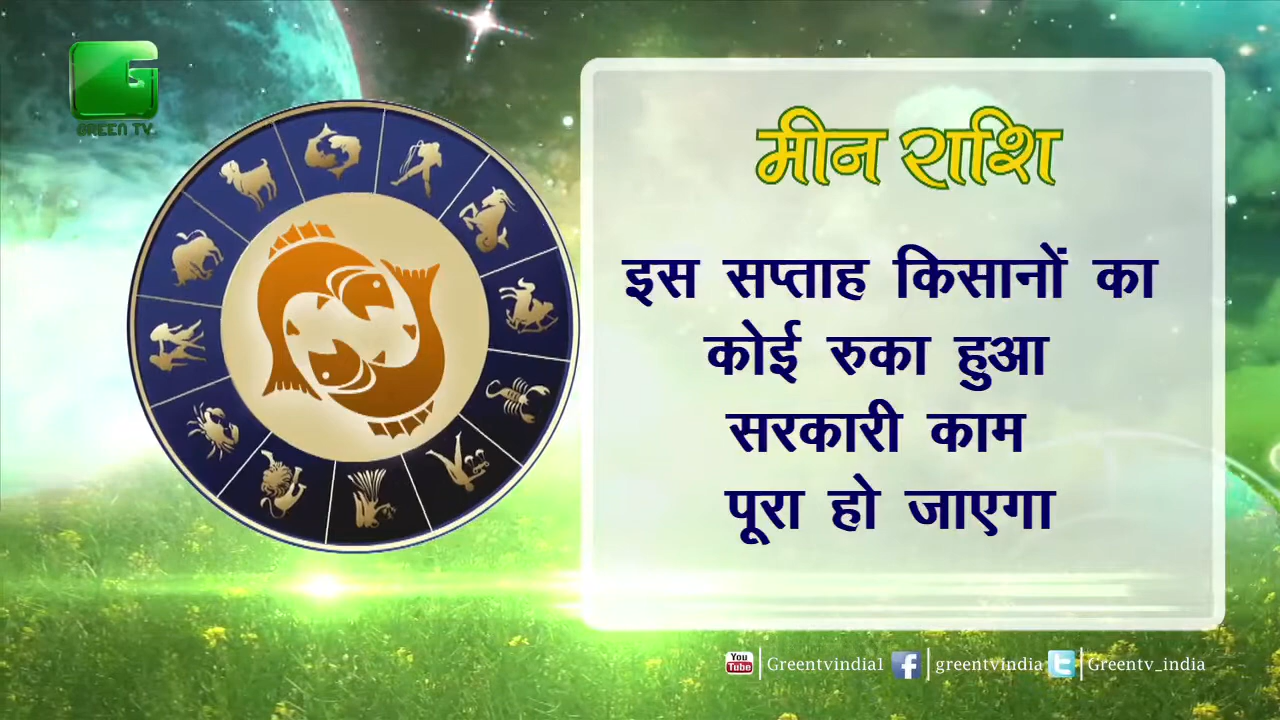 GREEN TV
मीन राशि
इस सप्ताह किसानों का
कोई रुका हुआ
सरकारी काम
पूरा हो जाएगा
You Tube | Greentvindia1 f | greentvindia t | Greentv_india